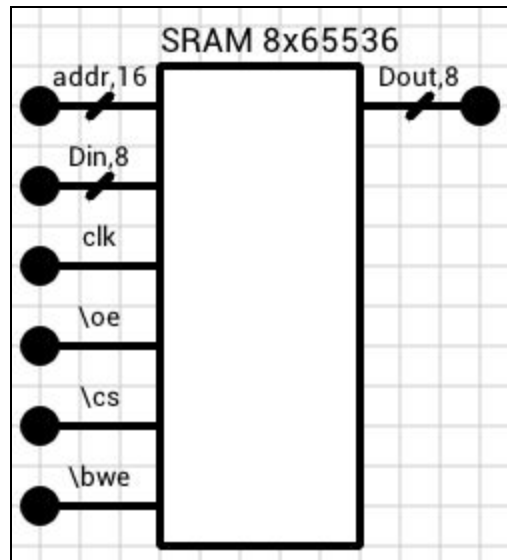 SRAM 8x65536
addr,16
Dout,8
Din,8
clk
\oe
\cs
\bwe